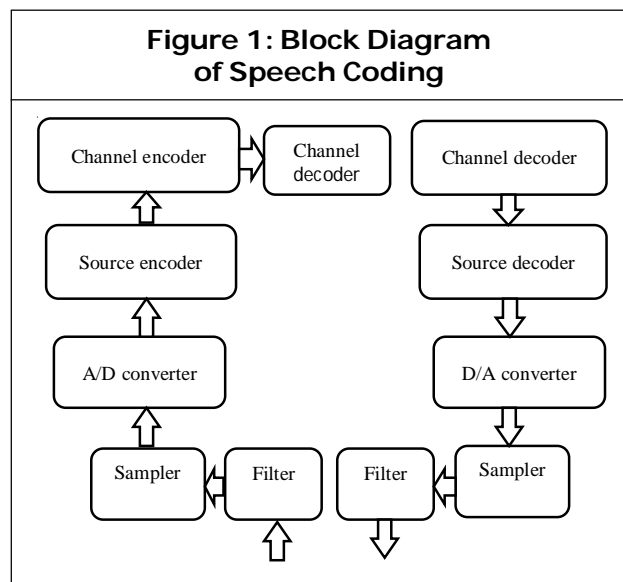 Figure 1: Block Diagram
of Speech Coding
Channel encoder
Channel
decoder
Channel decoder
Source encoder
Source decoder
A/D converter
D/A converter
Sampler
Filter
Filter
Sampler